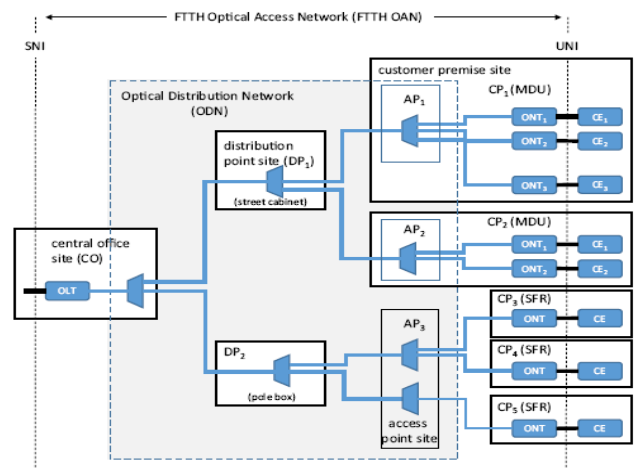 FTTH Optical Access Network (FTTH OAN)
SNI
UNI
customer premise site
Optical Distribution Network
(ODN)
AP1
CP1 (MDU)
ONT1
CE1
ONT2
CE2
ONT3
CE3
distribution
point site (DP1)
(street cabinet)
CP2 (MDU)
AP2
ONT1
CE1
ONT2
CE2
central office
site (CO)
OLT
CP3 (SFR)
AP3
ONT
CE
DP2
(pole box)
CP4 (SFR)
ONT
CE
CP5 (SFR)
access
point site
ONT
CE